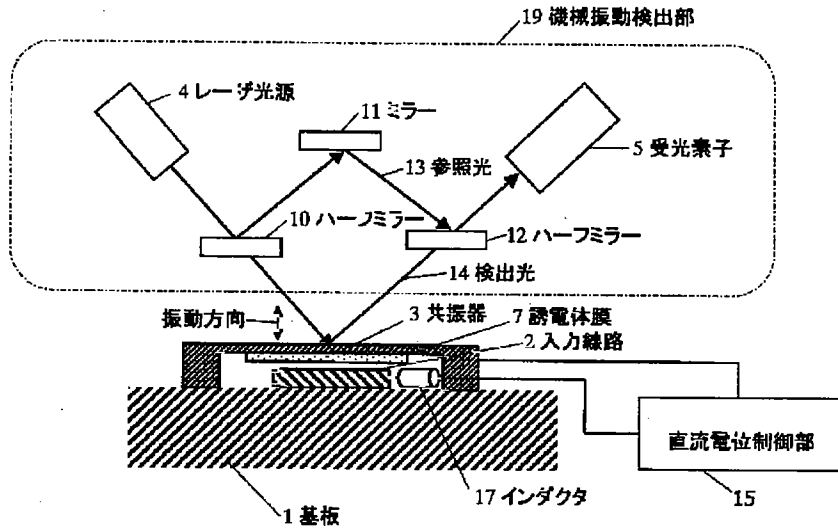 19 機械振動検出部
4 レーザ光源
11 ミラー
5 受光素子
13 参照光
10 ハーフミラー
12 ハーフミラー
14 検出光
振動方向
3 共振器
7 誘電体膜
2 入力線路
直流電位制御部
15
17 インダクタ
1 基板